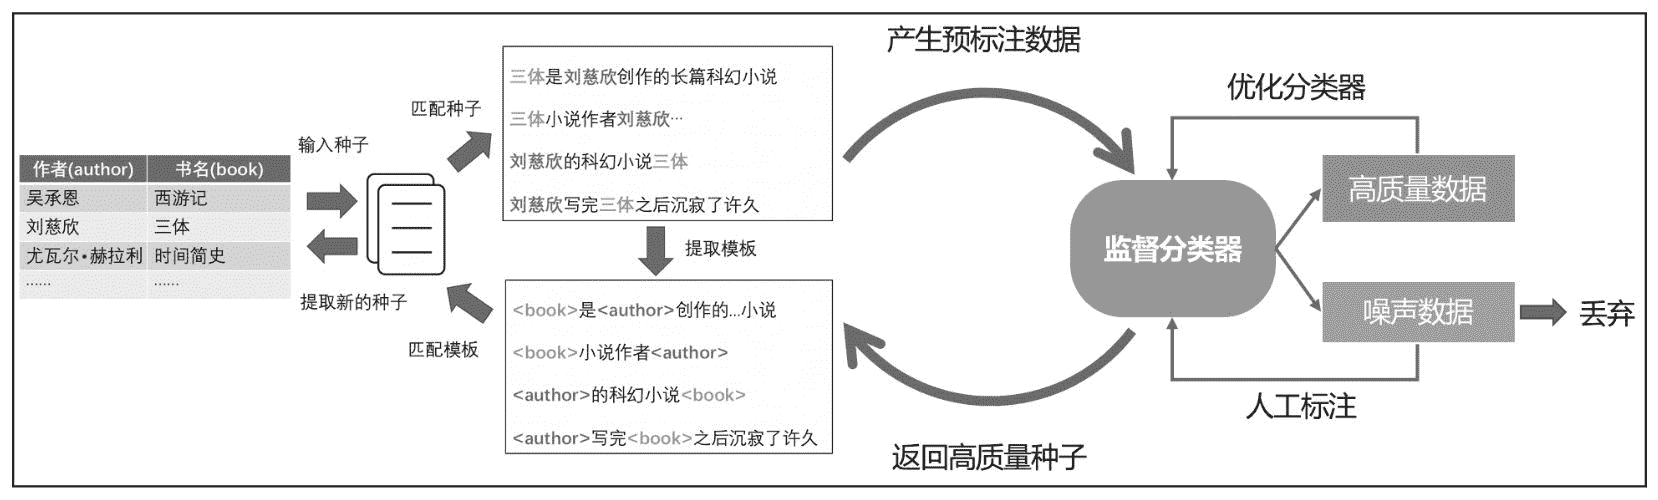 输入种子
作者(author) 书名(book)
吴承恩 西游记
刘慈欣 三体
尤瓦尔·赫拉利 时间简史
…… ……
提取新的种子
匹配种子
匹配模板
三体是刘慈欣创作的长篇科幻小说
三体小说作者刘慈欣…
刘慈欣的科幻小说三体
刘慈欣写完三体之后沉寂了许久
提取模板
<book>是<author>创作的...小说
<book>小说作者<author>
<author>的科幻小说<book>
<author>写完<book>之后沉寂了许久
产生预标注数据
返回高质量种子
监督分类器
优化分类器
高质量数据
噪声数据
丢弃
人工标注